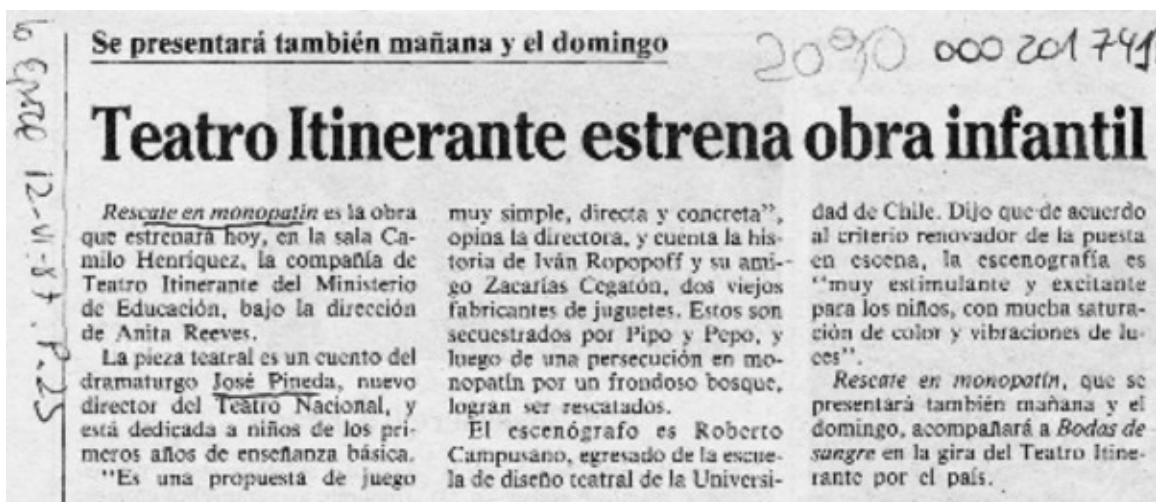 Se presentará también mañana y el domingo
20%0 000 201 741
Teatro Itinerante estrena obra infantil
12-VI-87. P.25
Rescate en monopatín es la obra
que estrenará hoy, en la sala Ca-
milo Henríquez, la compañía de
Teatro Itinerante del Ministerio
de Educación, bajo la dirección
de Anita Reeves.
La pieza teatral es un cuento del
dramaturgo José Pineda, nuevo
director del Teatro Nacional, y
está dedicada a niños de los pri-
meros años de enseñanza básica.
"Es una propuesta de juego
muy simple, directa y concreta",
opina la directora, y cuenta la his-
toria de Iván Ropopoff y su ami-
go Zacarías Cegatón, dos viejos
fabricantes de juguetes. Estos son
secuestrados por Pipo y Pepo, y
luego de una persecución en mo-
nopatín por un frondoso bosque,
logran ser rescatados.
El escenógrafo es Roberto
Campusano, egresado de la escue-
la de diseño teatral de la Universi-
dad de Chile. Dijo que de acuerdo
al criterio renovador de la puesta
en escena, la escenografía es
"muy estimulante y excitante
para los niños, con mucha satura-
ción de color y vibraciones de lu-
ces".
Rescate en monopatín, que se
presentará también mañana y el
domingo, acompañará a Bodas de
sangre en la gira del Teatro Itine-
rante por el país.